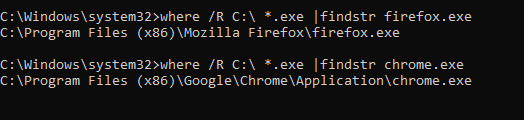 C:\Windows\system32>where /R C:\ *.exe |findstr firefox.exe
C:\Program Files (x86)\Mozilla Firefox\firefox.exe
C:\Windows\system32>where /R C:\ *.exe |findstr chrome.exe
C:\Program Files (x86)\Google\Chrome\Application\chrome.exe